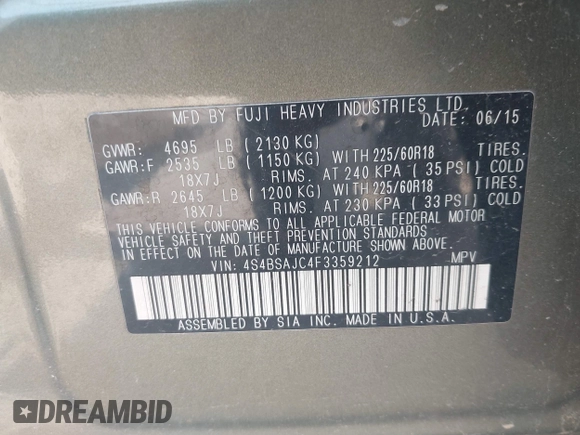 MFD BY FUJI HEAVY INDUSTRIES LTD.
DATE: 06/15
GVWR: 4695 LB ( 2130 KG)
GAWR:F 2535 LB ( 1150 KG) WITH 225/60R18 TIRES.
18X7J RIMS. AT 240 KPA ( 35 PSI) COLD
GAWR:R 2645 LB ( 1200 KG) WITH 225/60R18 TIRES.
18X7J RIMS. AT 230 KPA ( 33 PSI) COLD
THIS VEHICLE CONFORMS TO ALL APPLICABLE FEDERAL MOTOR
VEHICLE SAFETY, BUMPER, AND THEFT PREVENTION STANDARDS
IN EFFECT ON THE DATE OF MANUFACTURE SHOWN ABOVE.
VIN: 4S4BSAJC4F3359212 MPV
ASSEMBLED BY SIA INC. MADE IN U.S.A.
DREAMBID